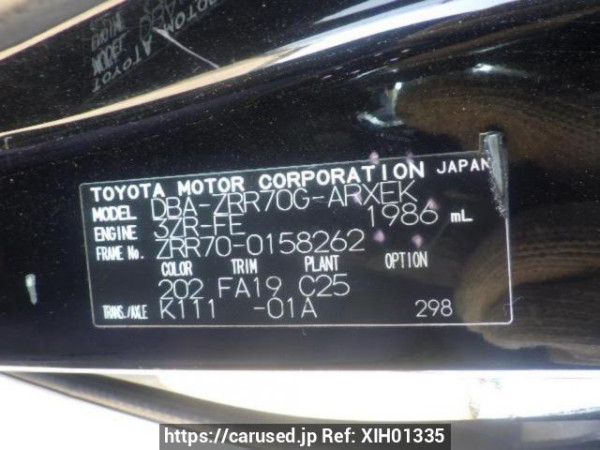 TOYOTA MOTOR CORPORATION JAPAN
MODEL DBA-ZRR70G-ARXEK
ENGINE 3ZR-FE 1986 mL
FRAME No. ZRR70-0158262
COLOR TRIM PLANT OPTION
202 FA19 C25
TRANS./AXLE K111 -01A 298
https://carused.jp Ref: XIH01335